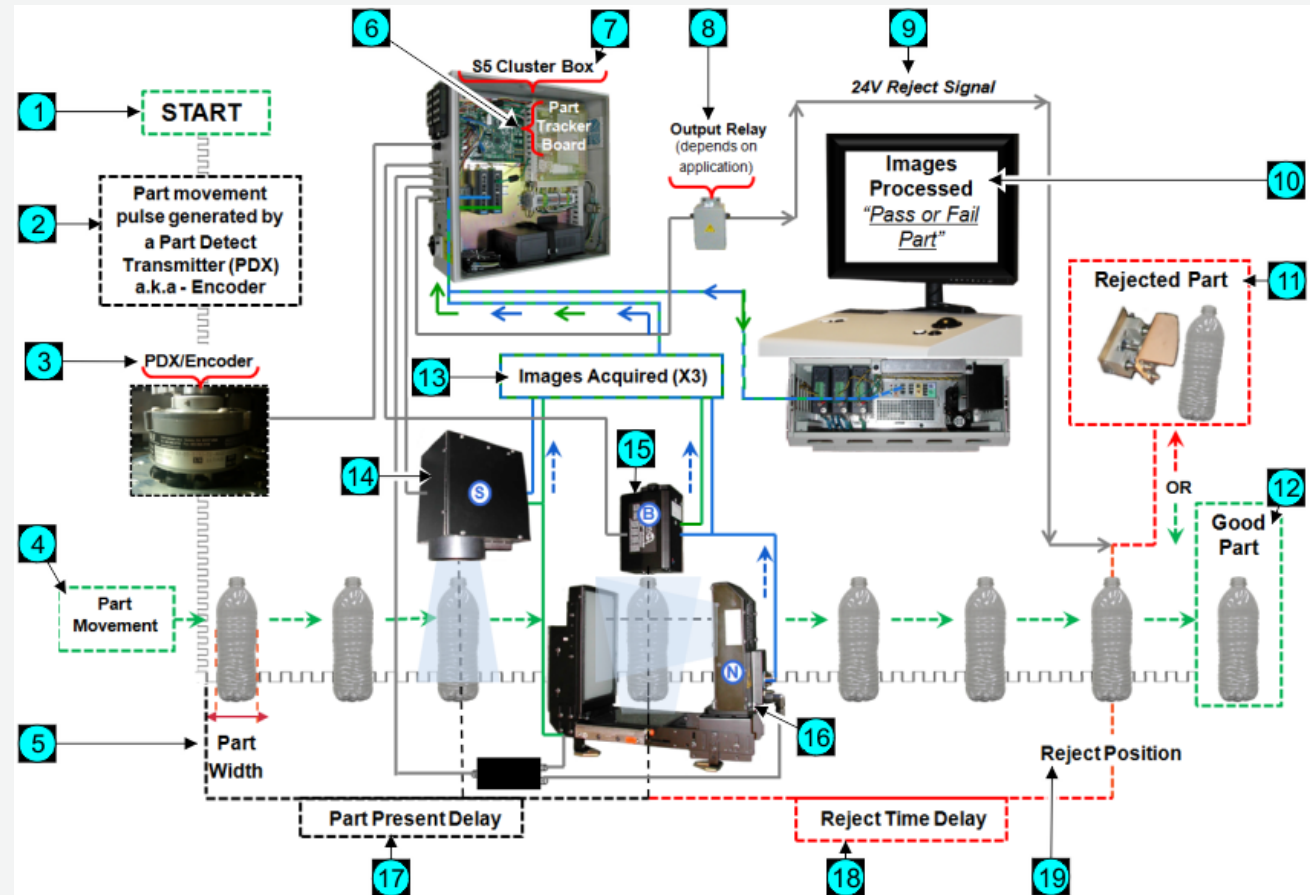 6
7
8
9
S5 Cluster Box
24V Reject Signal
1
START
Part
Tracker
Board
Output Relay
(depends on
application)
Images
Processed
"Pass or Fail
Part"
10
2
Part movement
pulse generated by
a Part Detect
Transmitter (PDX)
a.k.a - Encoder
Rejected Part
11
3
PDX/Encoder
13
Images Acquired (X3)
14
S
15
B
OR
12
Good
Part
4
Part
Movement
N
16
5
Part
Width
Reject Position
Part Present Delay
Reject Time Delay
17
18
19